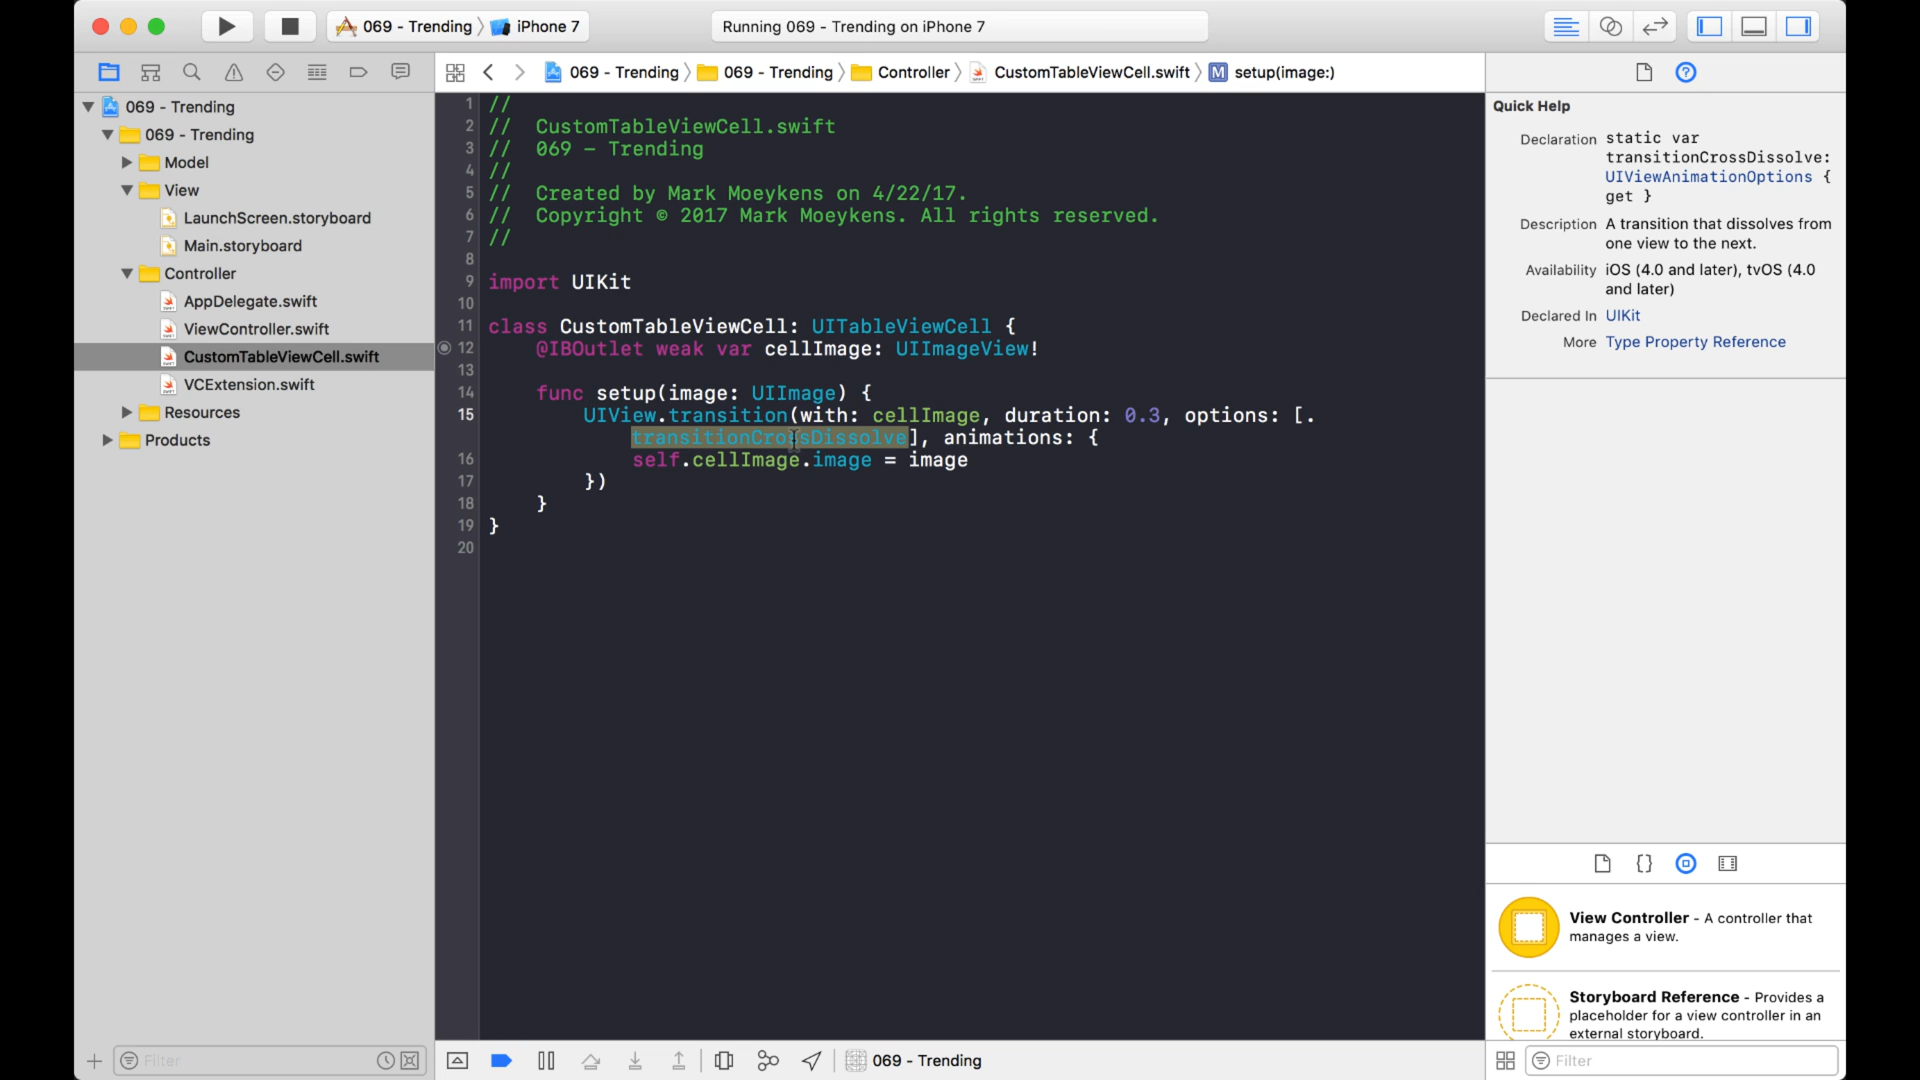 069 - Trending 〉 iPhone 7
Running 069 - Trending on iPhone 7
069 - Trending 〉 069 - Trending 〉 Controller 〉 CustomTableViewCell.swift 〉 M setup(image:)
069 - Trending
069 - Trending
Model
View
LaunchScreen.storyboard
Main.storyboard
Controller
AppDelegate.swift
ViewController.swift
CustomTableViewCell.swift
VCExtension.swift
Resources
Products
Filter
1 //
2 // CustomTableViewCell.swift
3 // 069 - Trending
4 //
5 // Created by Mark Moeykens on 4/22/17.
6 // Copyright © 2017 Mark Moeykens. All rights reserved.
7 //
8
9 import UIKit
10
11 class CustomTableViewCell: UITableViewCell {
12 @IBOutlet weak var cellImage: UIImageView!
13
14 func setup(image: UIImage) {
15 UIView.transition(with: cellImage, duration: 0.3, options: [.
transitionCrossDissolve], animations: {
16 self.cellImage.image = image
17 })
18 }
19 }
20
069 - Trending
Quick Help
Declaration static var
transitionCrossDissolve:
UIViewAnimationOptions {
get }
Description A transition that dissolves from
one view to the next.
Availability iOS (4.0 and later), tvOS (4.0
and later)
Declared In UIKit
More Type Property Reference
{}
View Controller - A controller that
manages a view.
Storyboard Reference - Provides a
placeholder for a view controller in an
external storyboard.
Filter